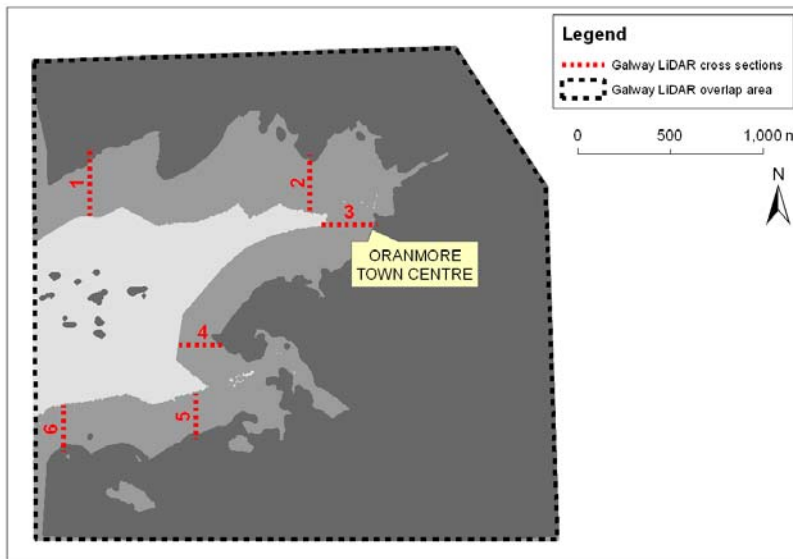 Legend
Galway LiDAR cross sections
Galway LiDAR overlap area
0 500 1,000 m
N
1
2
3
ORANMORE
TOWN CENTRE
4
5
6